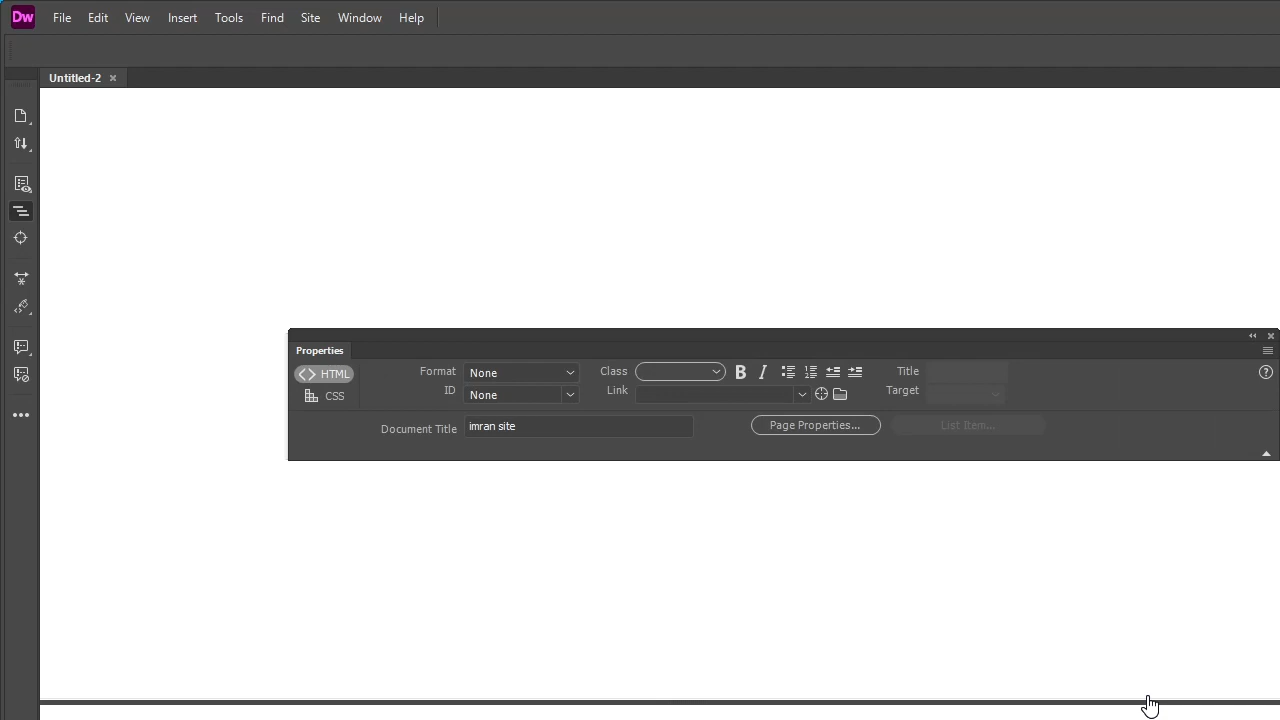 Dw File Edit View Insert Tools Find Site Window Help
Untitled-2
Properties
HTML Format None Class B I Title
CSS ID None Link Target
Document Title imran site Page Properties... List Item...